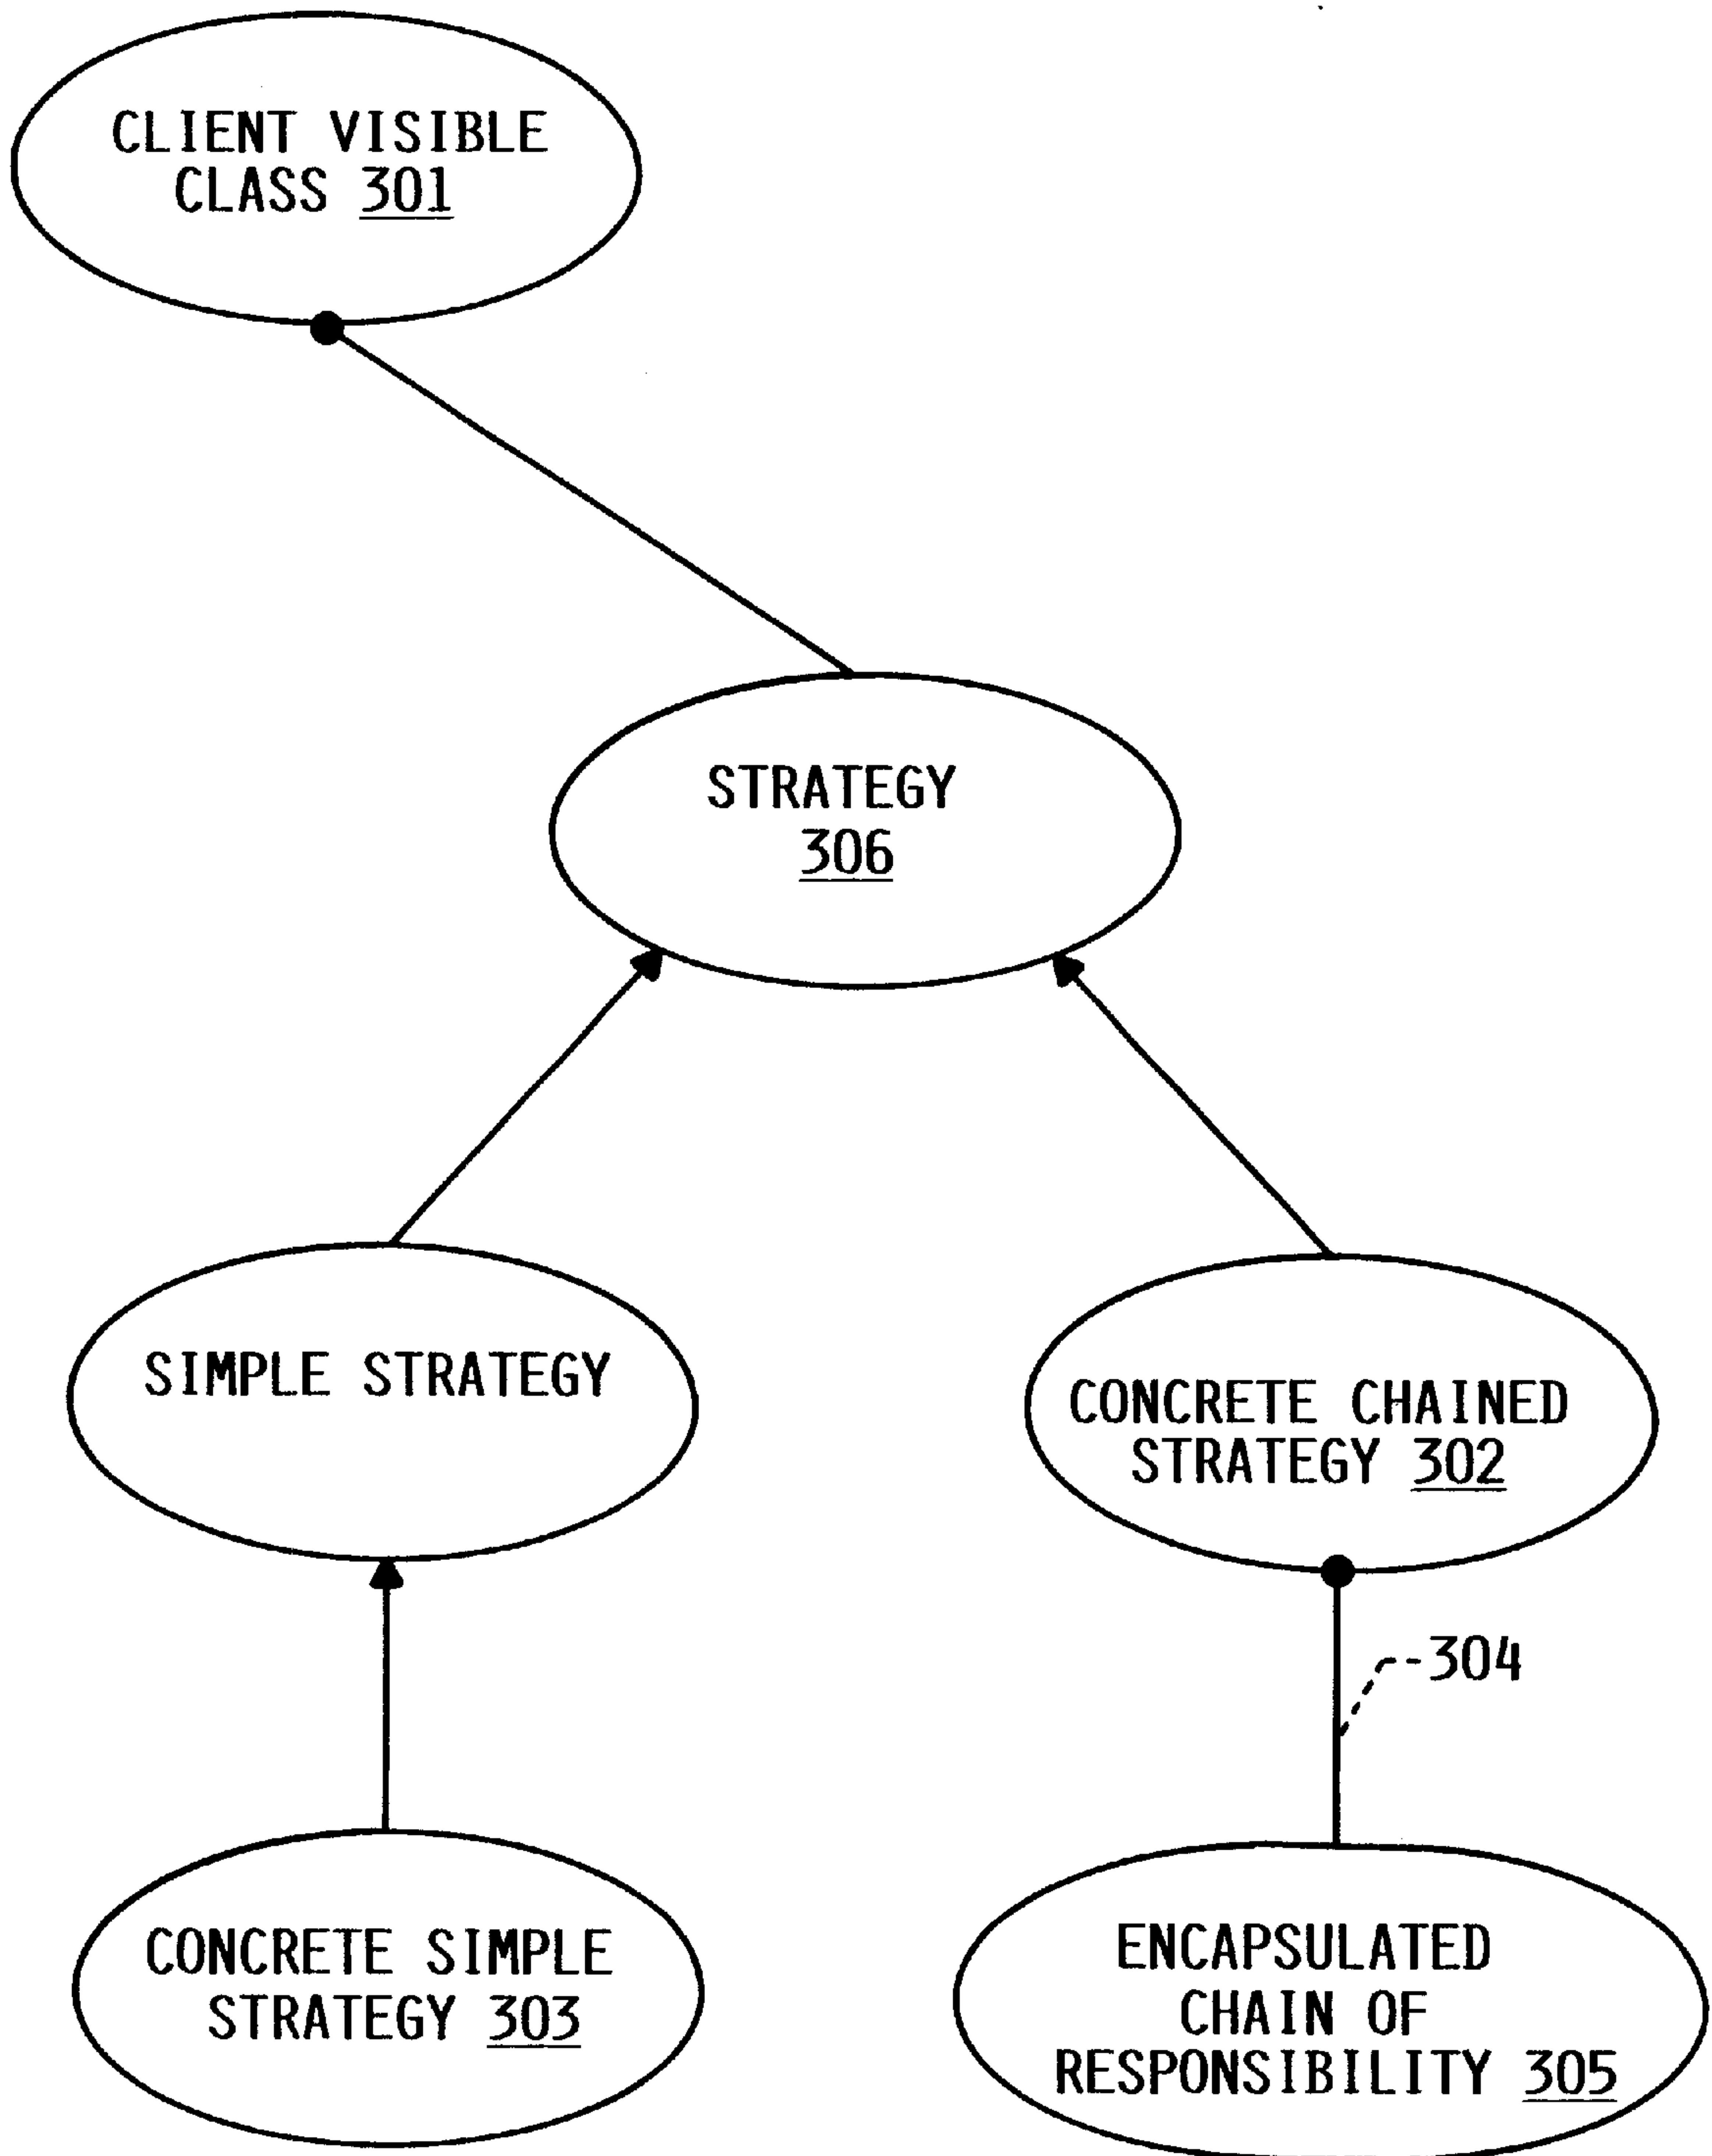 CLIENT VISIBLE
CLASS 301
STRATEGY
306
SIMPLE STRATEGY
CONCRETE CHAINED
STRATEGY 302
304
CONCRETE SIMPLE
STRATEGY 303
ENCAPSULATED
CHAIN OF
RESPONSIBILITY 305